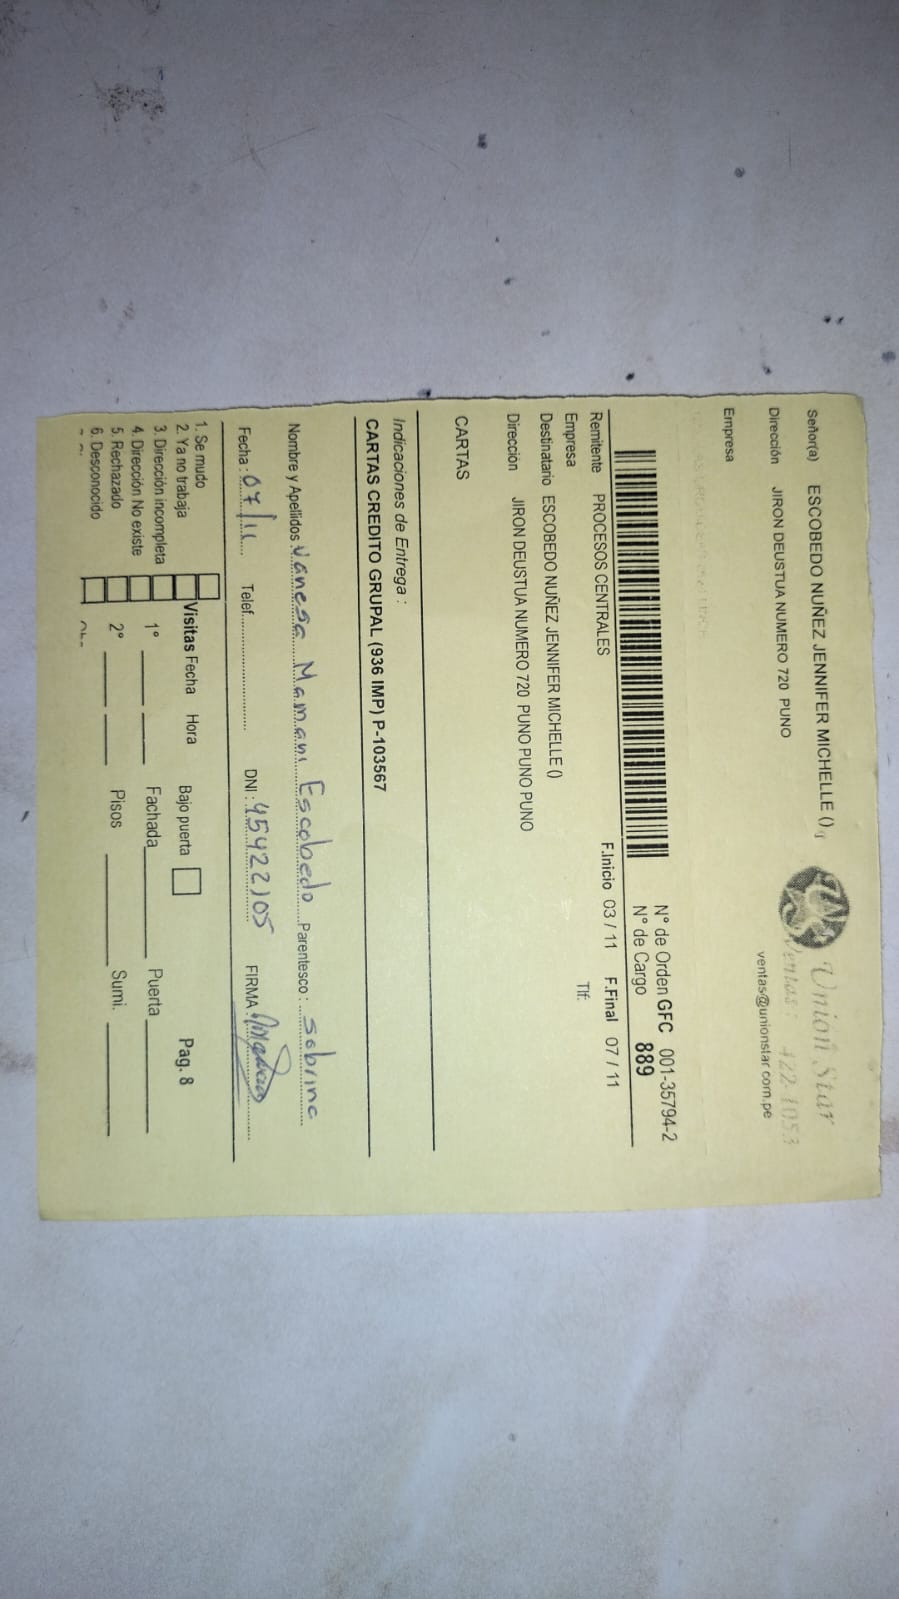 Señor(a) ESCOBEDO NUÑEZ JENNIFER MICHELLE ()
Dirección JIRON DEUSTUA NUMERO 720 PUNO
Empresa
Union Star
Ventas: 422-1053
ventas@unionstar com.pe
N° de Orden GFC 001-35794-2
N° de Cargo 889
Remitente PROCESOS CENTRALES F.Inicio 03 / 11 F.Final 07 / 11
Empresa Tlf:
Destinatario ESCOBEDO NUÑEZ JENNIFER MICHELLE ()
Dirección JIRON DEUSTUA NUMERO 720 PUNO PUNO PUNO
CARTAS
Indicaciones de Entrega :
CARTAS CREDITO GRUPAL (936 IMP) P-103567
Nombre y Apellidos : Vanesa Mamani Escobedo Parentesco : Sobrina
Fecha : 07/11 Telef. DNI : 45422105 FIRMA :
1. Se mudo
2. Ya no trabaja
3. Dirección incompleta
4. Dirección No existe
5. Rechazado
6. Desconocido
Visitas Fecha Hora Bajo puerta Pag. 8
1° Fachada Puerta
2° Pisos Sumi.